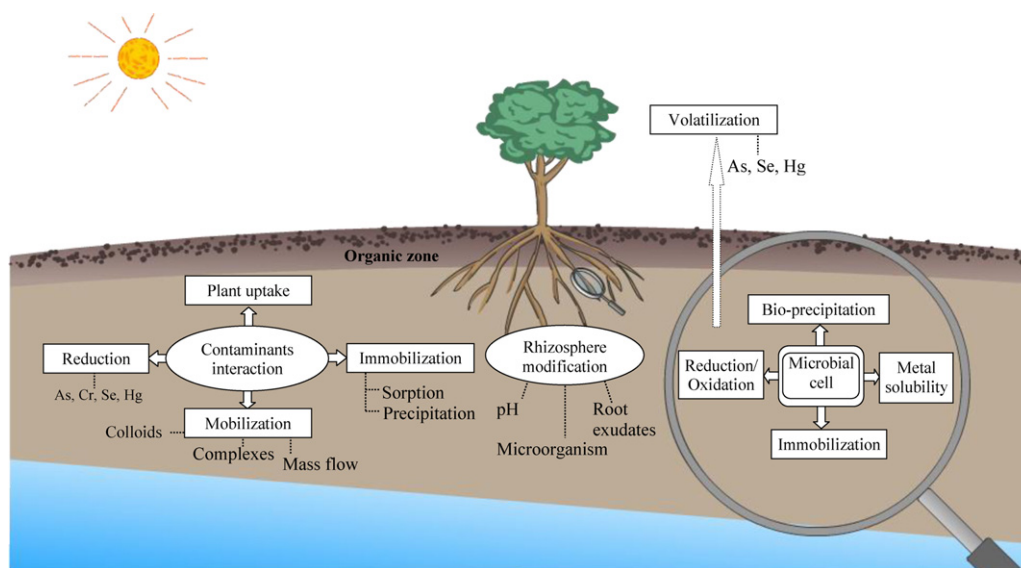 Volatilization
As, Se, Hg
Organic zone
Plant uptake
Reduction
As, Cr, Se, Hg
Contaminants
interaction
Immobilization
Sorption
Precipitation
Mobilization
Colloids
Complexes
Mass flow
Rhizosphere
modification
pH
Microorganism
Root
exudates
Bio-precipitation
Reduction/
Oxidation
Microbial
cell
Metal
solubility
Immobilization